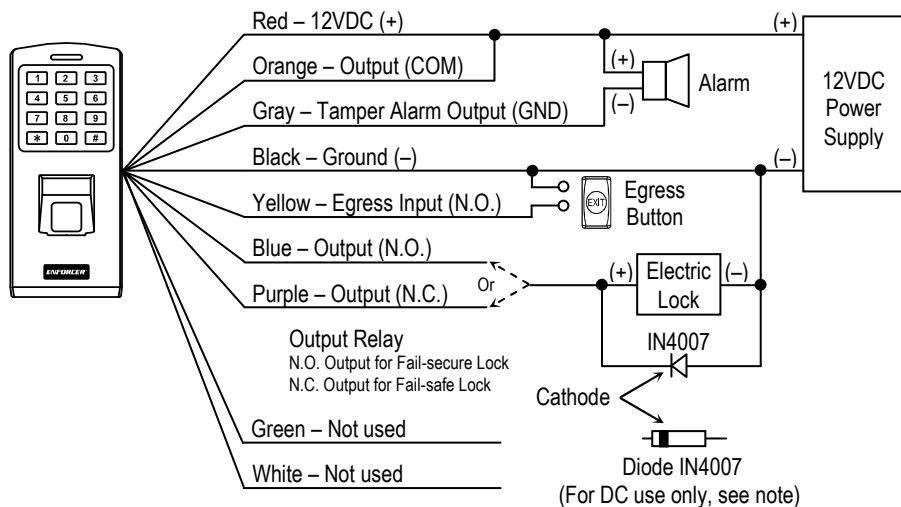 Red – 12VDC (+)
Orange – Output (COM)
Gray – Tamper Alarm Output (GND)
Black – Ground (–)
Yellow – Egress Input (N.O.)
Blue – Output (N.O.)
Purple – Output (N.C.)
Or
Output Relay
N.O. Output for Fail-secure Lock
N.C. Output for Fail-safe Lock
Green – Not used
White – Not used
1 2 3
4 5 6
7 8 9
* 0 #
ENFORCER®
(+)
(–)
Alarm
(+)
(–)
12VDC
Power
Supply
EXIT
Egress
Button
(+)
Electric
Lock
(–)
IN4007
Cathode
Diode IN4007
(For DC use only, see note)